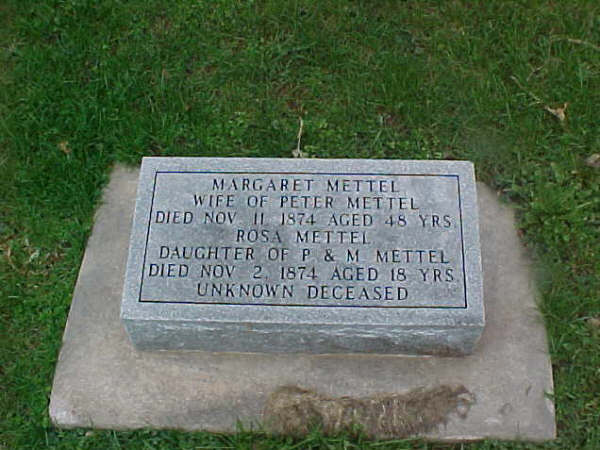 MARGARET METTEL
WIFE OF PETER METTEL
DIED NOV. 11, 1874 AGED 48 YRS.
ROSA METTEL
DAUGHTER OF P & M METTEL
DIED NOV 2, 1874 AGED 18 YRS.
UNKNOWN DECEASED